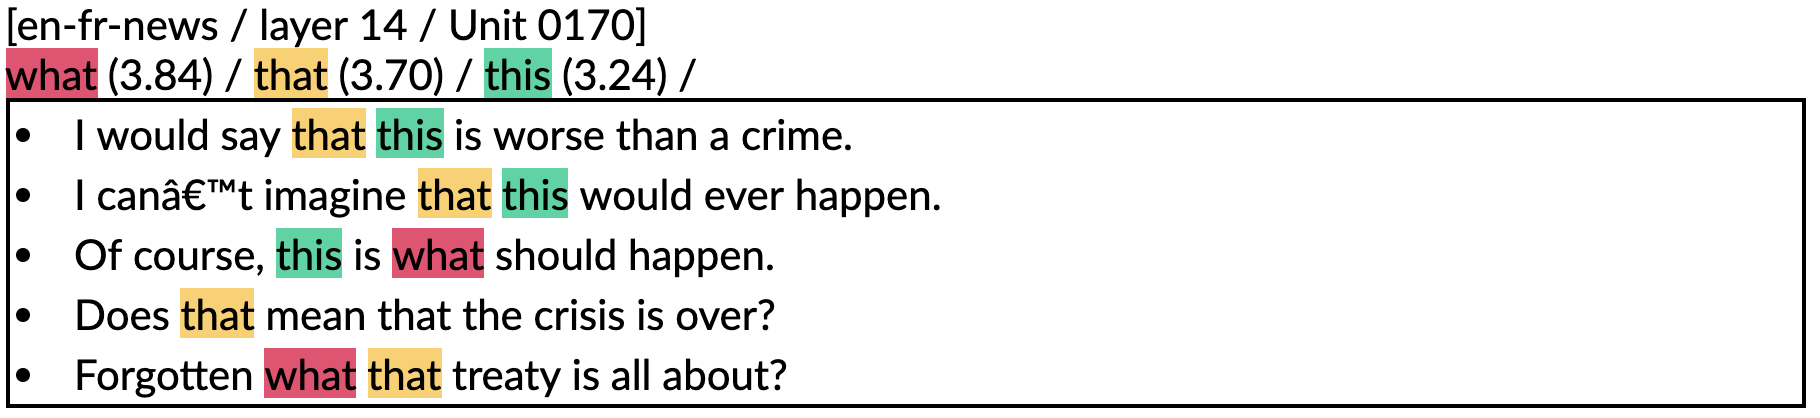 [en-fr-news / layer 14 / Unit 0170]
what (3.84) / that (3.70) / this (3.24) /
• I would say that this is worse than a crime.
• I canâ€™t imagine that this would ever happen.
• Of course, this is what should happen.
• Does that mean that the crisis is over?
• Forgotten what that treaty is all about?